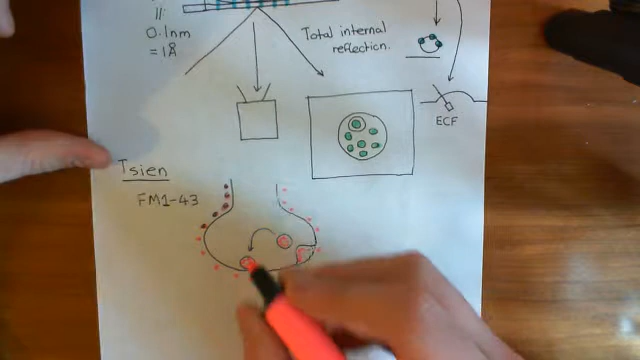 0.1nm
= 1Å
Total internal
reflection.
ECF
Tsien
FM1-43